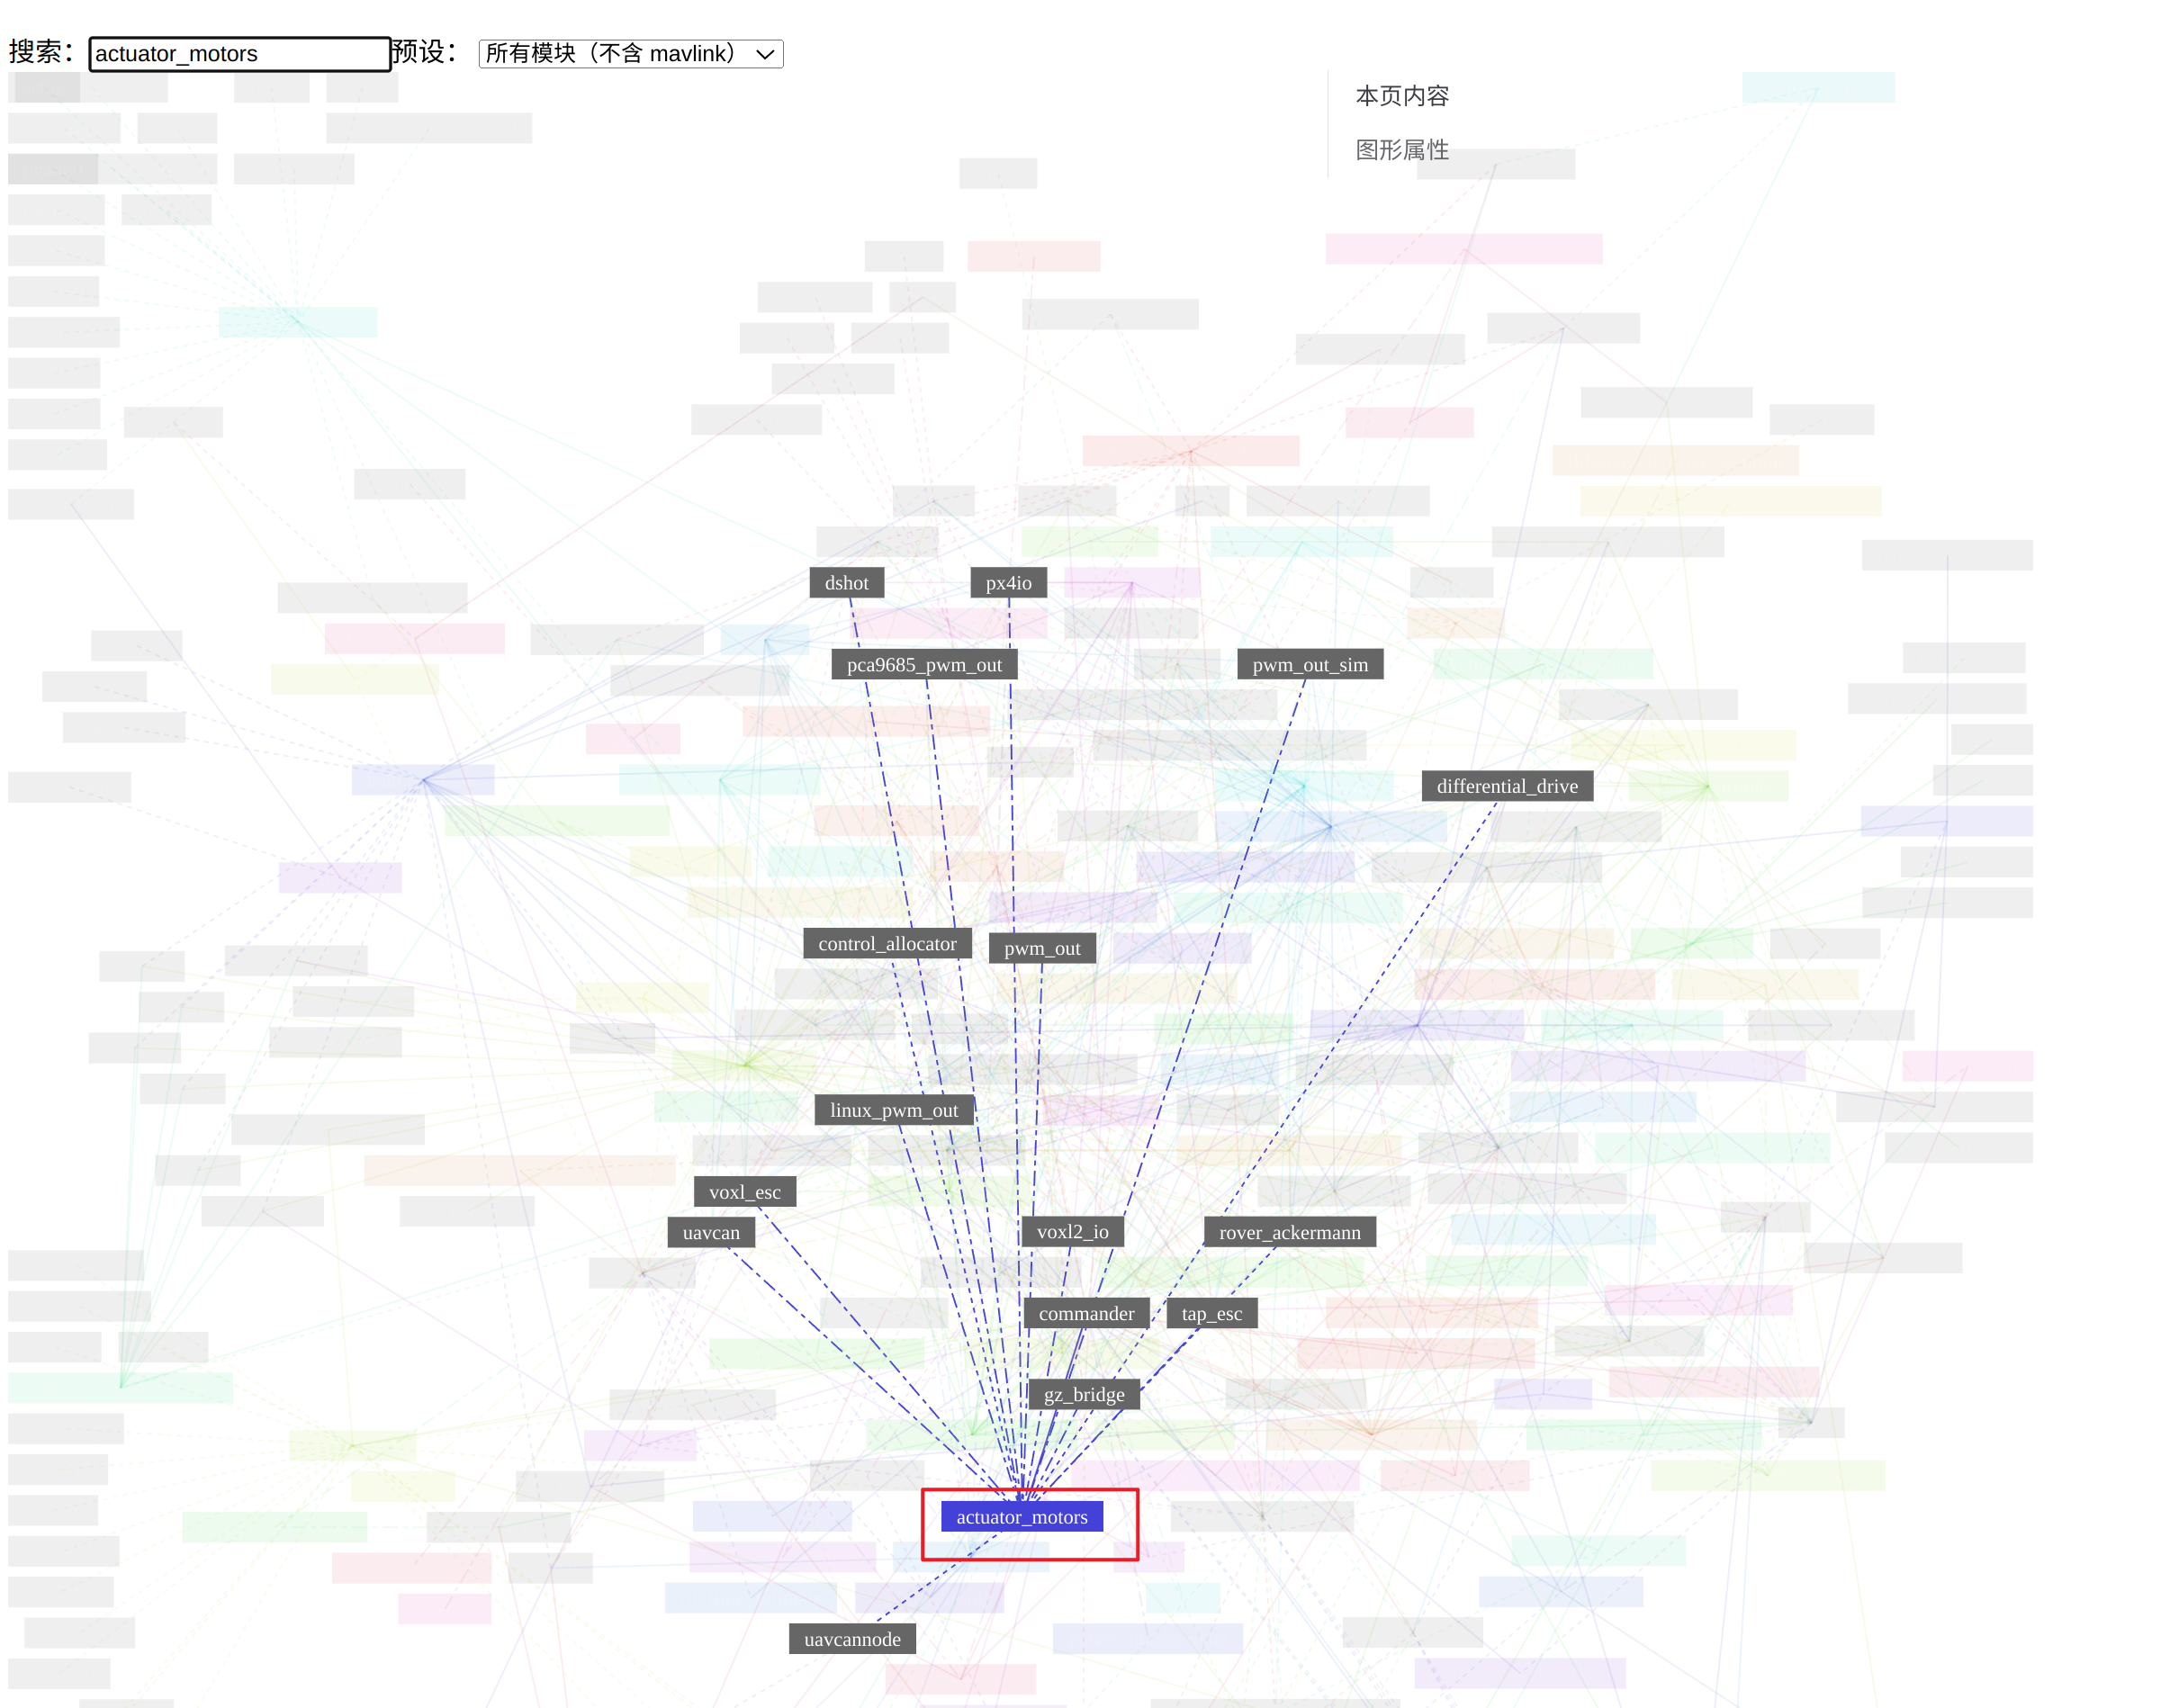 搜索： actuator_motors 预设： 所有模块（不含 mavlink）
本页内容
图形属性
dshot
px4io
pca9685_pwm_out
pwm_out_sim
differential_drive
control_allocator
pwm_out
linux_pwm_out
voxl_esc
uavcan
voxl2_io
rover_ackermann
commander
tap_esc
gz_bridge
actuator_motors
uavcannode